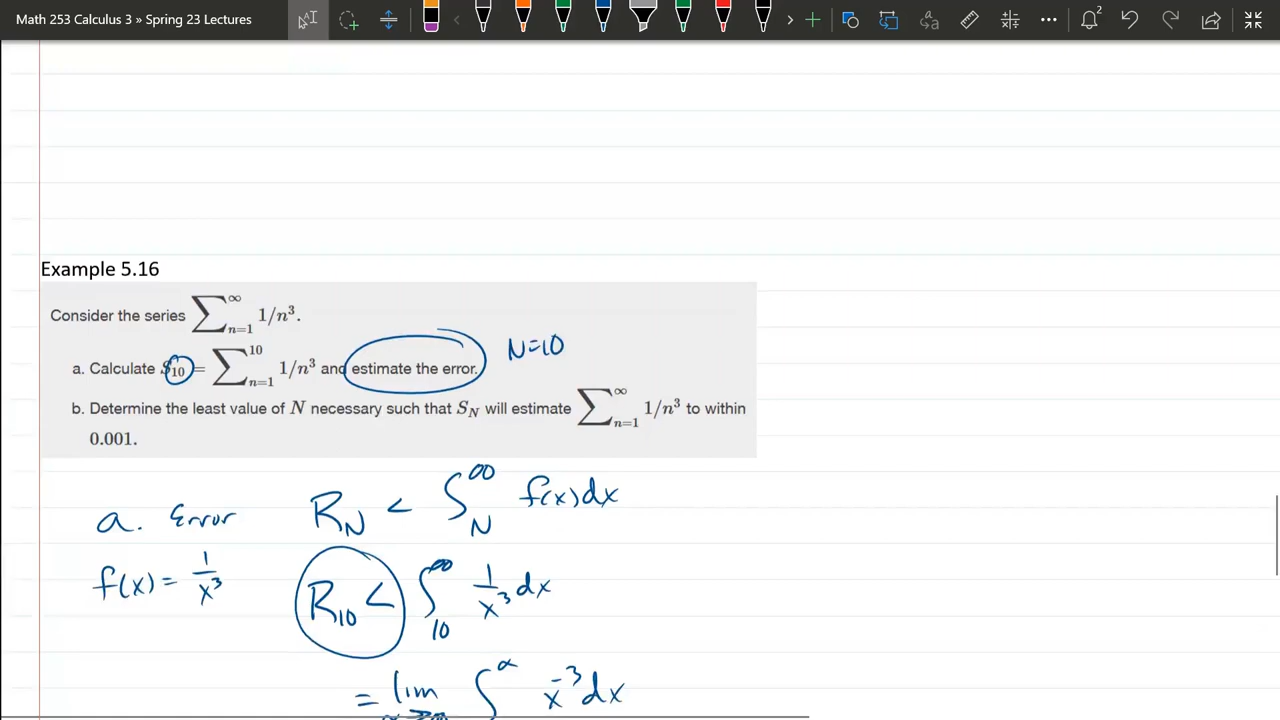 Math 253 Calculus 3 » Spring 23 Lectures
2
Example 5.16
Consider the series ∑_{n=1}^{∞} 1/n³.
a. Calculate S₁₀ = ∑_{n=1}^{10} 1/n³ and estimate the error. N=10
b. Determine the least value of N necessary such that S_N will estimate ∑_{n=1}^{∞} 1/n³ to within
0.001.
a. Error R_N < ∫_N^∞ f(x)dx
f(x) = 1/x³ R₁₀ < ∫_{10}^∞ 1/x³ dx
= lim ∫^α x⁻³ dx